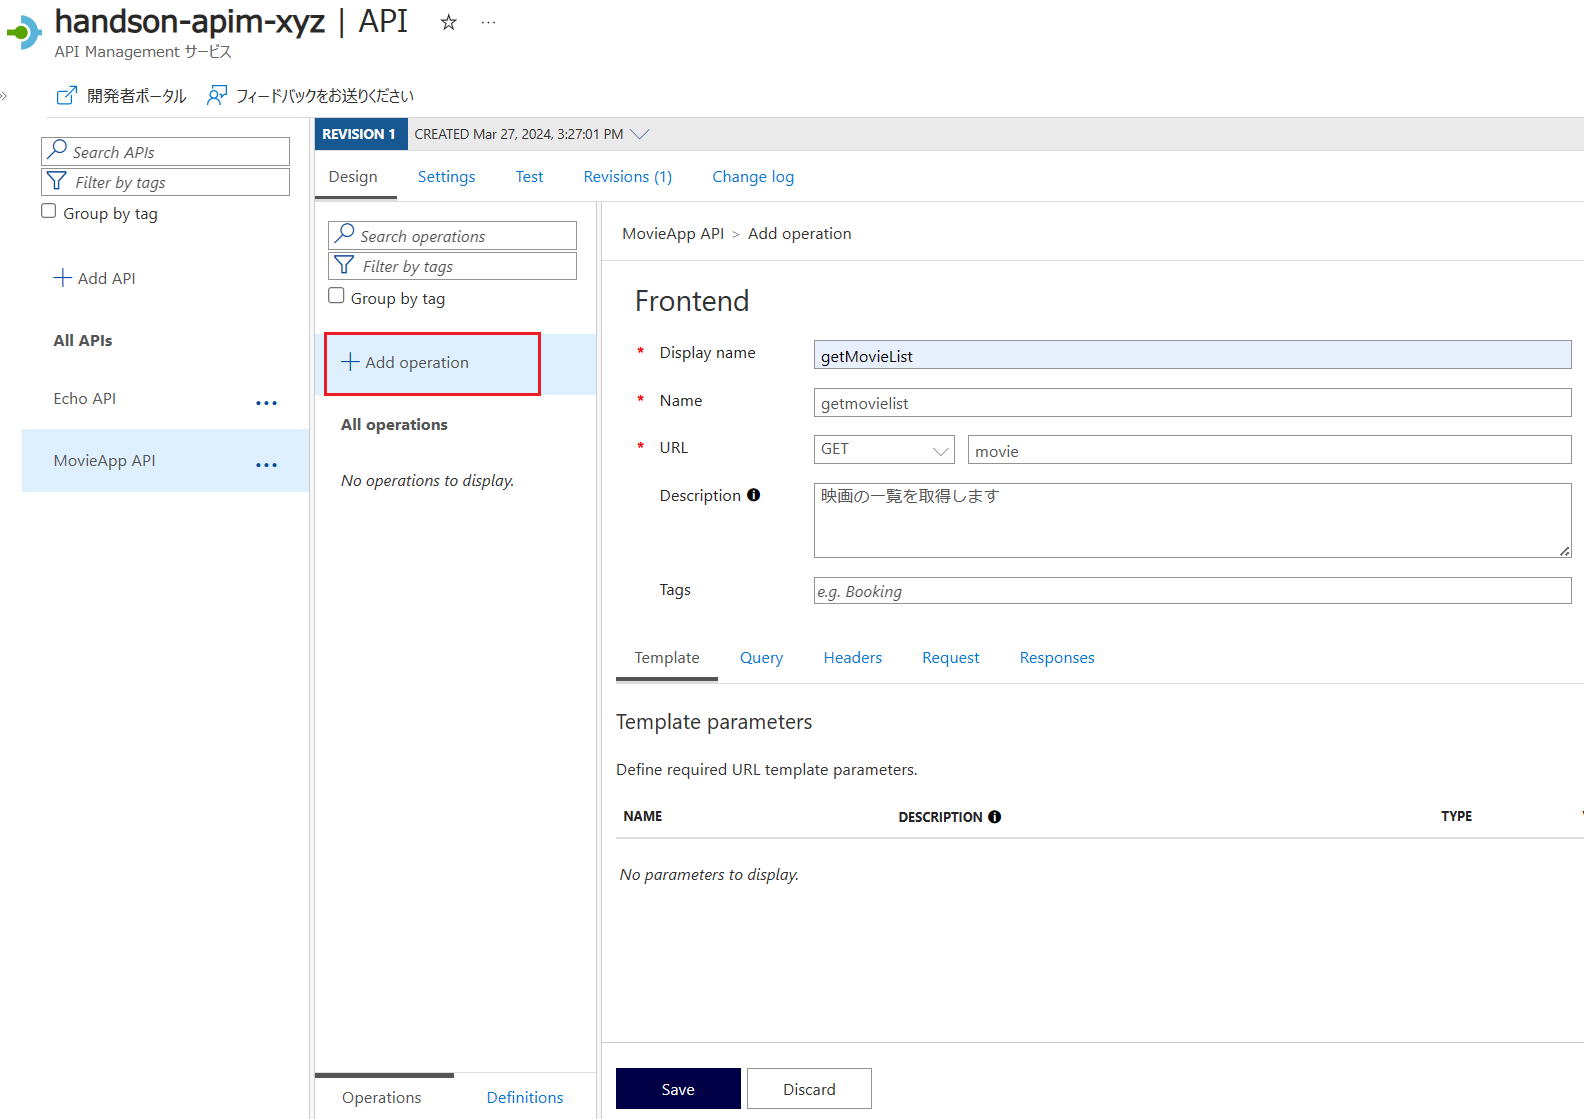 handson-apim-xyz | API
API Management サービス
開発者ポータル
フィードバックをお送りください
Search APIs
Filter by tags
Group by tag
Add API
All APIs
Echo API
MovieApp API
REVISION 1 CREATED Mar 27, 2024, 3:27:01 PM
Design Settings Test Revisions (1) Change log
Search operations
Filter by tags
Group by tag
Add operation
All operations
No operations to display.
Operations Definitions
MovieApp API > Add operation
Frontend
* Display name getMovieList
* Name getmovielist
* URL GET movie
Description 映画の一覧を取得します
Tags e.g. Booking
Template Query Headers Request Responses
Template parameters
Define required URL template parameters.
NAME DESCRIPTION TYPE
No parameters to display.
Save Discard